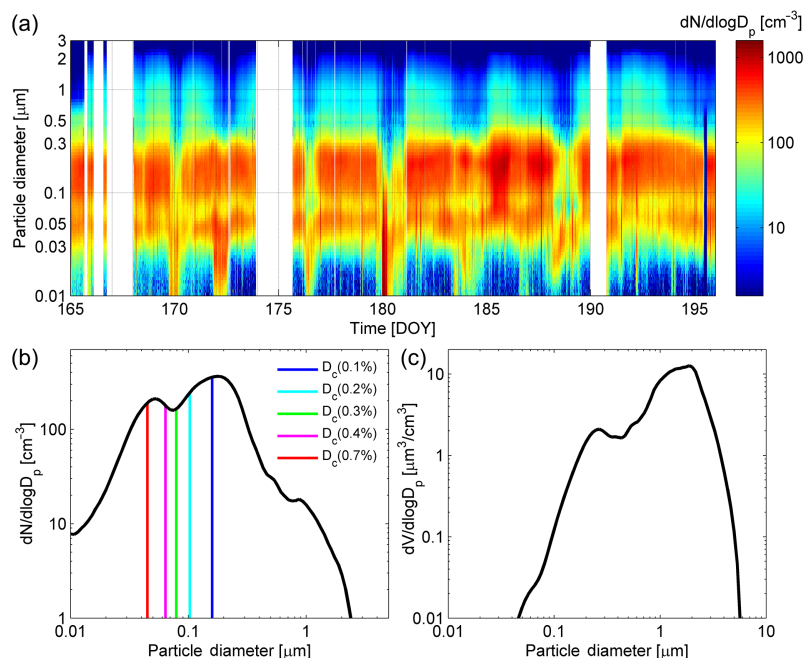 (a)
dN/dlogDp [cm-3]
3
2
1
0.5
0.3
0.1
0.05
0.03
0.01
Particle diameter [µm]
165 170 175 180 185 190 195
Time [DOY]
1000
100
10
(b)
100
10
1
dN/dlogDp [cm-3]
0.01 0.1 1
Particle diameter [µm]
Dc(0.1%)
Dc(0.2%)
Dc(0.3%)
Dc(0.4%)
Dc(0.7%)
(c)
10
1
0.1
0.01
dV/dlogDp [µm3/cm3]
0.01 0.1 1 10
Particle diameter [µm]